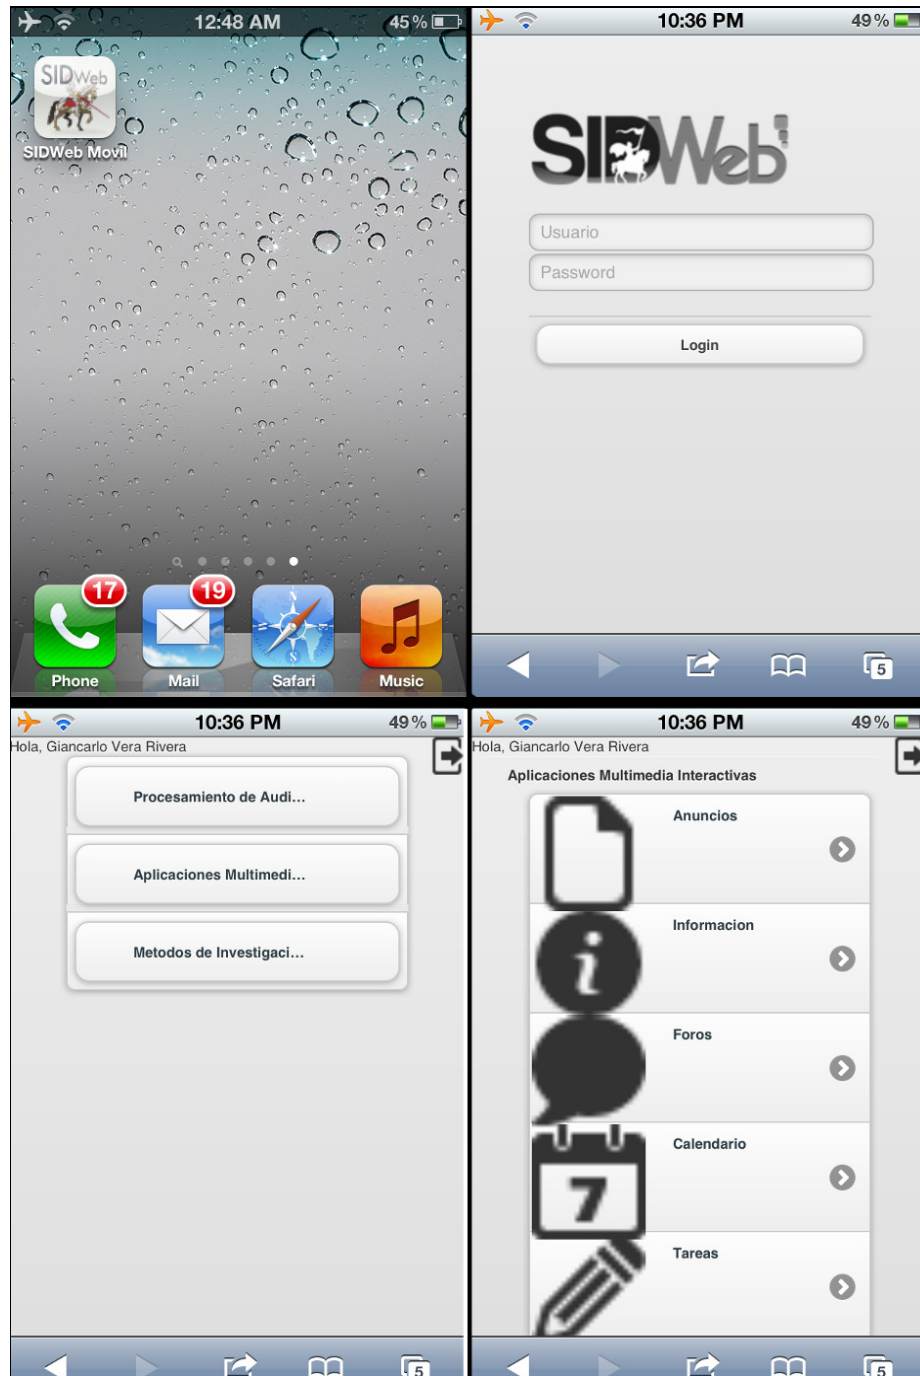 12:48 AM
45%
SIDWeb
SIDWeb Movil
17
19
Phone
Mail
Safari
Music
10:36 PM
49%
SIDWeb
Usuario
Password
Login
5
10:36 PM
49%
Hola, Giancarlo Vera Rivera
Procesamiento de Audi...
Aplicaciones Multimedi...
Metodos de Investigaci...
5
10:36 PM
49%
Hola, Giancarlo Vera Rivera
Aplicaciones Multimedia Interactivas
Anuncios
i
Informacion
Foros
Calendario
7
Tareas
5